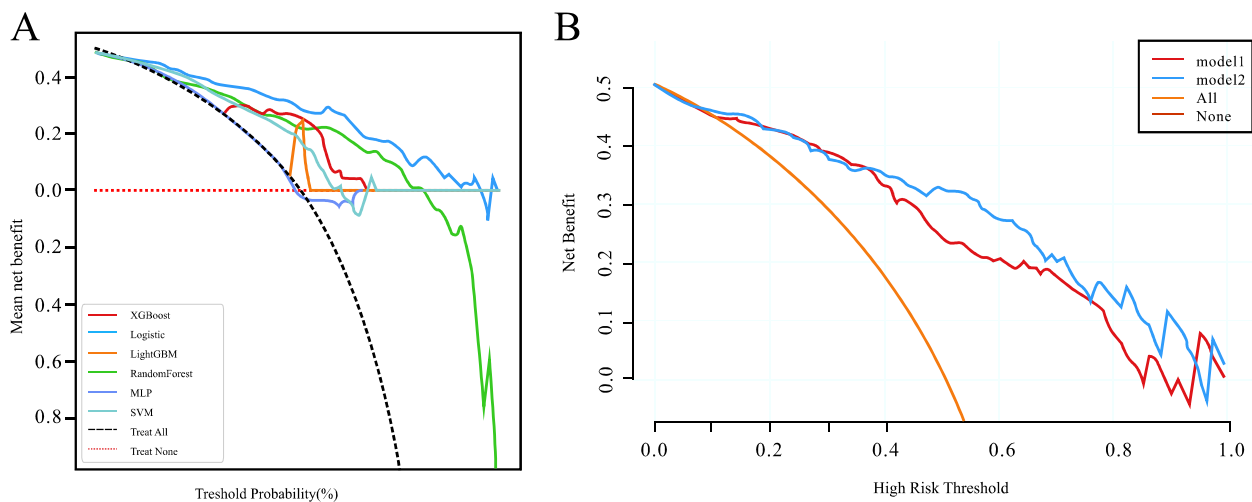 A
0.4
0.2
0.0
0.2
0.4
0.6
0.8
Mean net benefit
XGBoost
Logistic
LightGBM
RandomForest
MLP
SVM
Treat All
Treat None
Treshold Probability(%)
B
model1
model2
All
None
0.5
0.4
0.3
0.2
0.1
0.0
Net Benefit
0.0 0.2 0.4 0.6 0.8 1.0
High Risk Threshold